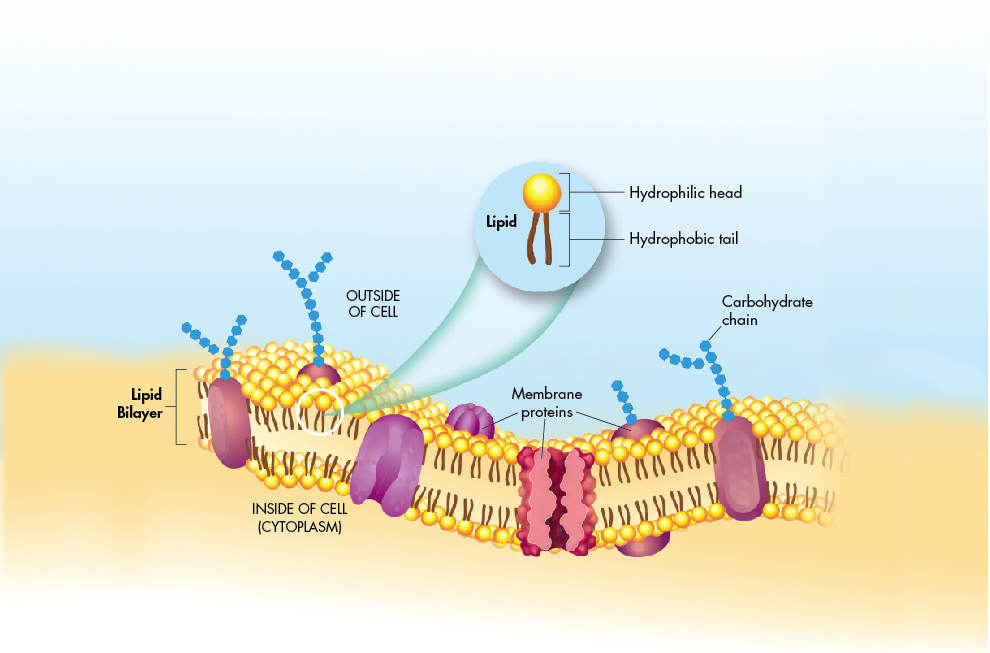 Lipid
Hydrophilic head
Hydrophobic tail
OUTSIDE
OF CELL
Carbohydrate
chain
Lipid
Bilayer
Membrane
proteins
INSIDE OF CELL
(CYTOPLASM)